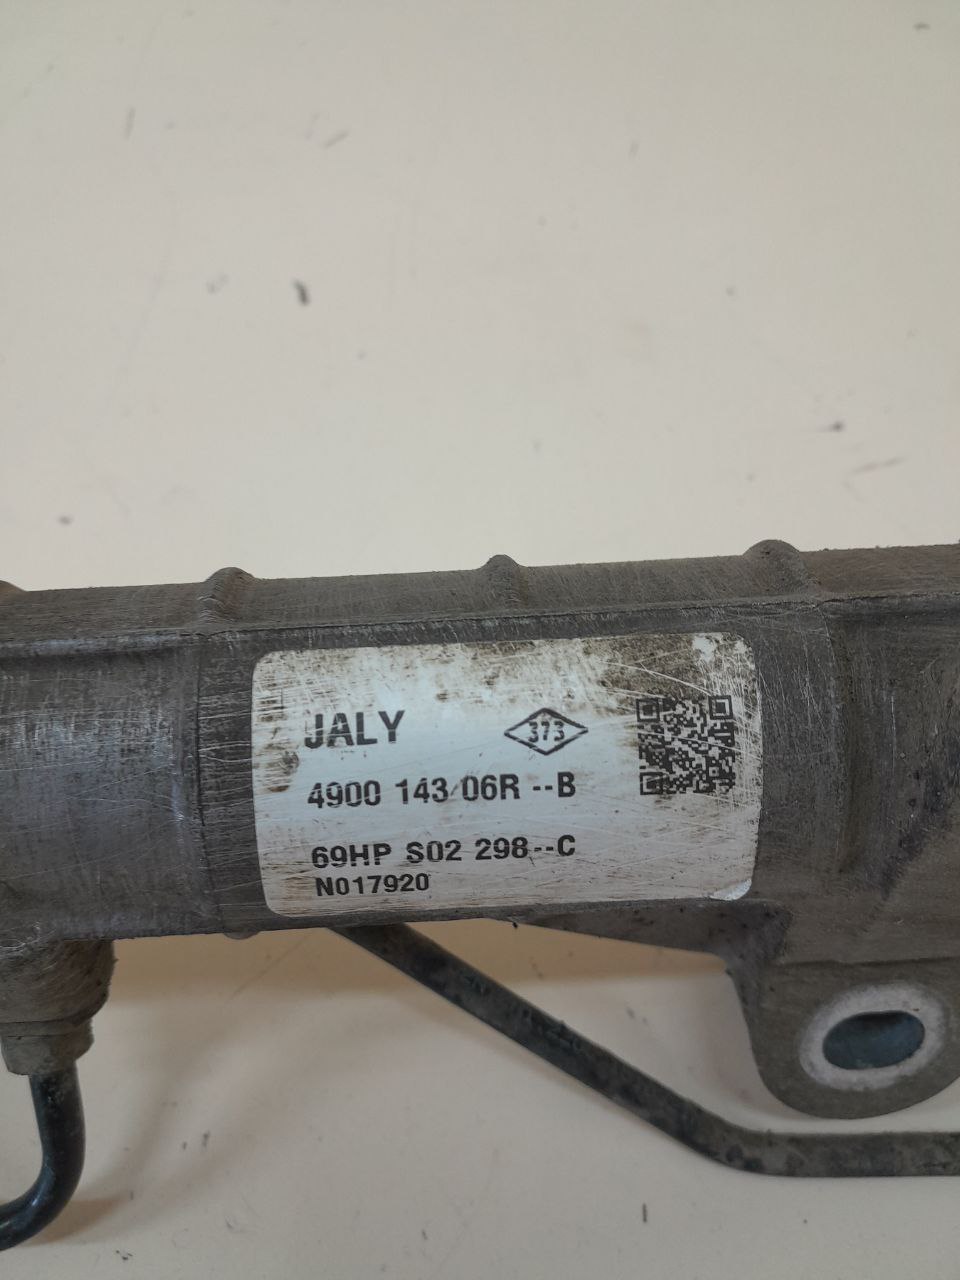 JALY 373
4900 143 06R --B
69HP S02 298--C
N017920